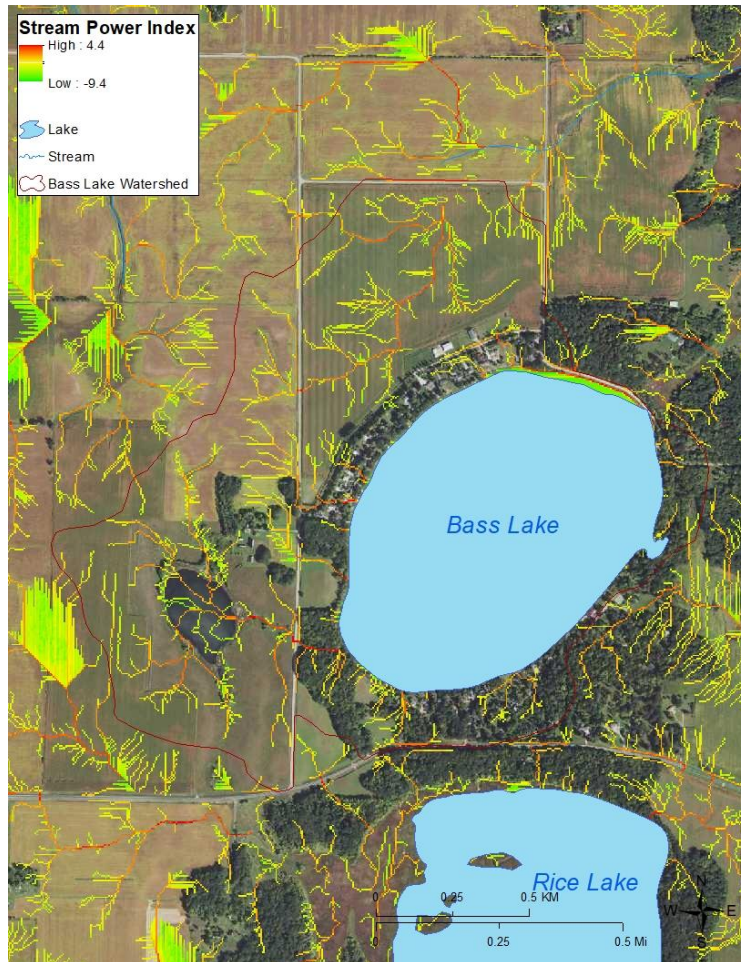 Stream Power Index
High : 4.4
Low : -9.4
Lake
Stream
Bass Lake Watershed
Bass Lake
Rice Lake
N
W E
S
0 0.25 0.5 KM
0 0.25 0.5 Mi